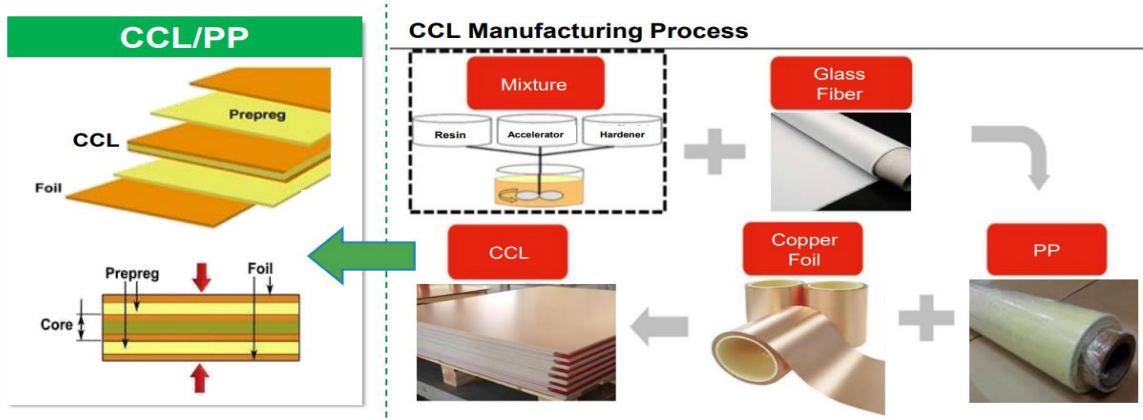 CCL/PP
Prepreg
CCL
Foil
Prepreg
Foil
Core
CCL Manufacturing Process
Mixture
Glass
Fiber
Resin
Accelerator
Hardener
CCL
Copper
Foil
PP